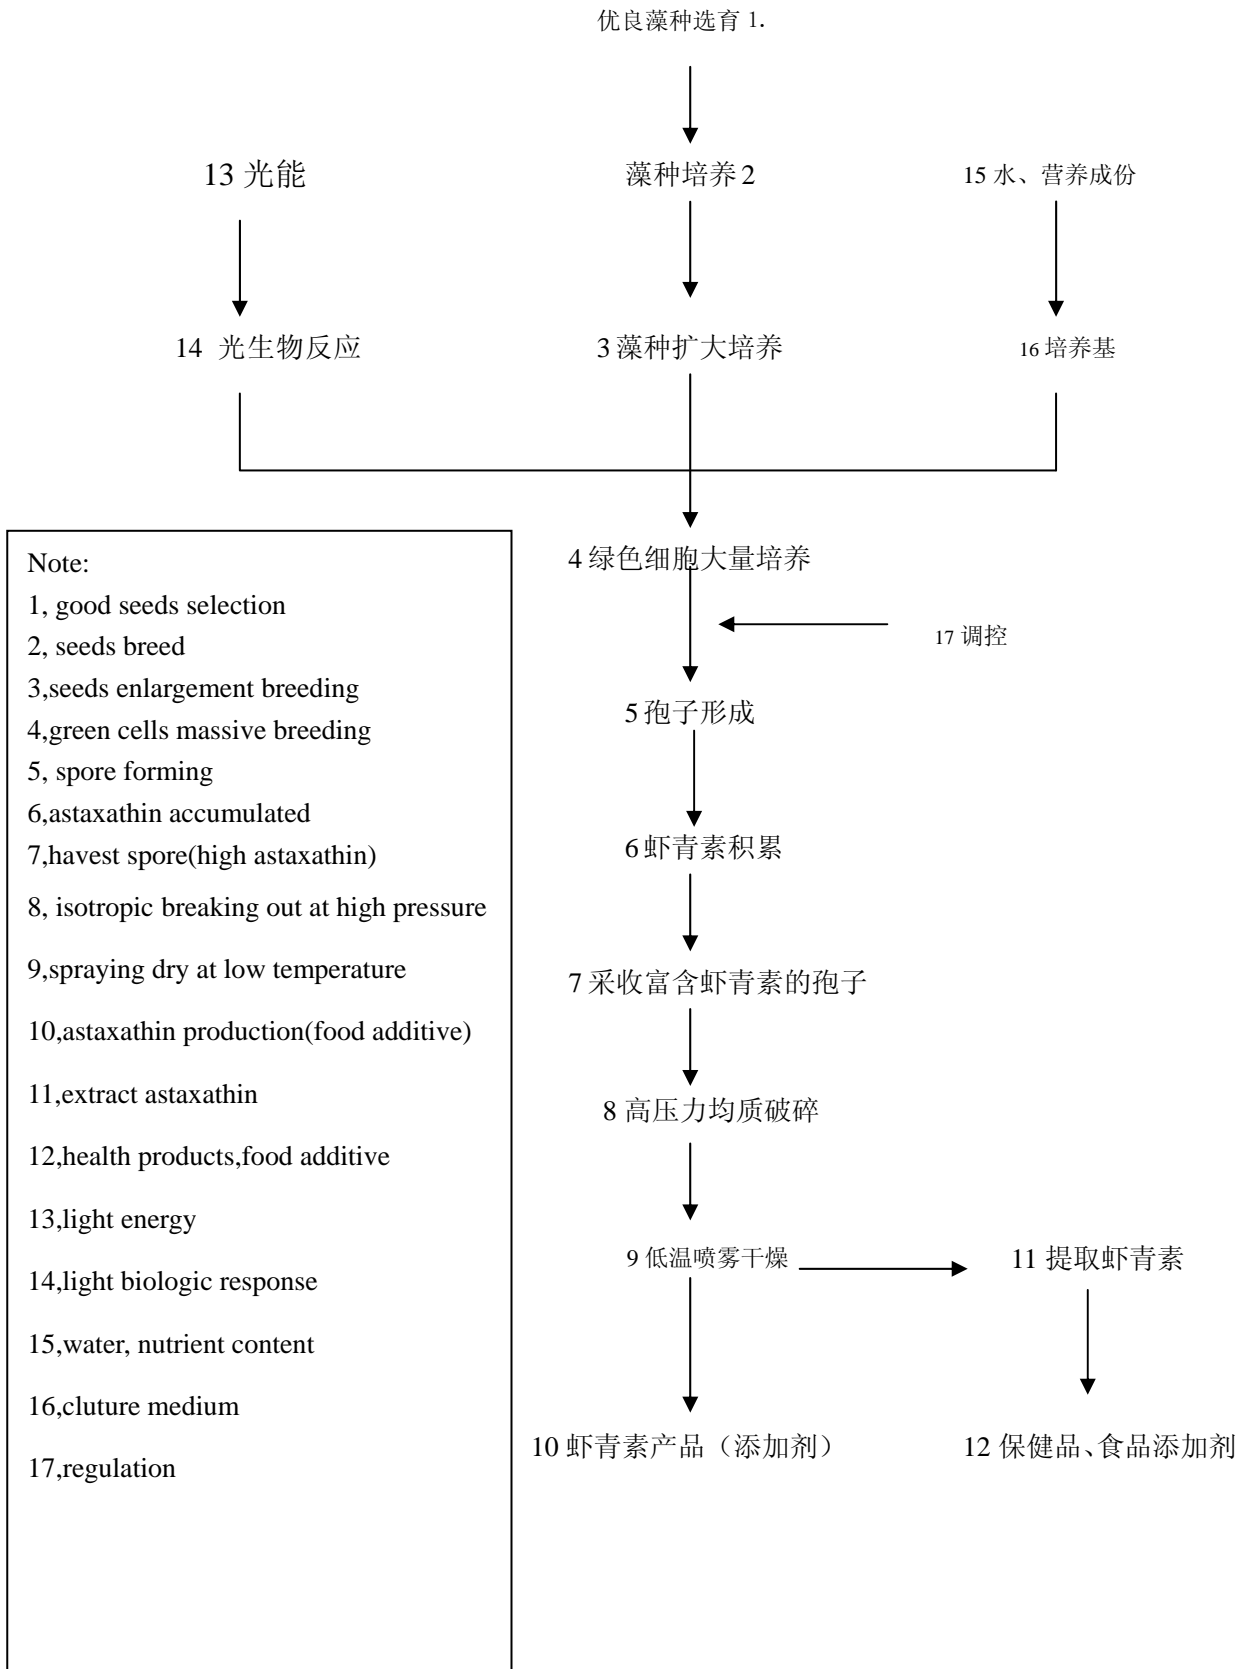 优良藻种选育 1.
13 光能
藻种培养 2
15 水、营养成份
14 光生物反应
3 藻种扩大培养
16 培养基
4 绿色细胞大量培养
17 调控
5 孢子形成
6 虾青素积累
7 采收富含虾青素的孢子
8 高压力均质破碎
9 低温喷雾干燥
11 提取虾青素
10 虾青素产品（添加剂）
12 保健品、食品添加剂
Note:
1, good seeds selection
2, seeds breed
3,seeds enlargement breeding
4,green cells massive breeding
5, spore forming
6,astaxathin accumulated
7,havest spore(high astaxathin)
8, isotropic breaking out at high pressure
9,spraying dry at low temperature
10,astaxathin production(food additive)
11,extract astaxathin
12,health products,food additive
13,light energy
14,light biologic response
15,water, nutrient content
16,cluture medium
17,regulation